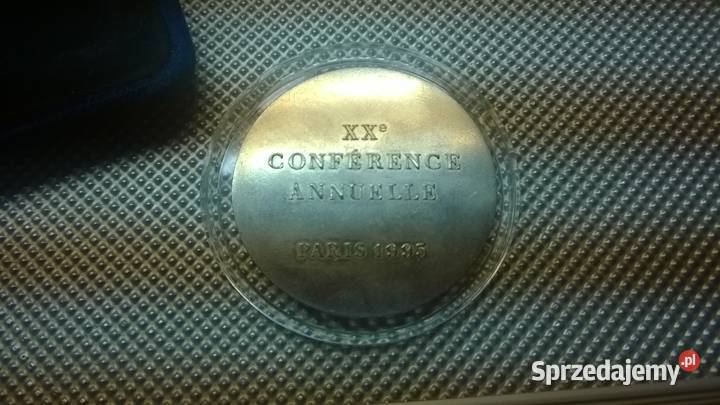 XXe
CONFÉRENCE
ANNUELLE
PARIS 1995
Sprzedajemy.pl